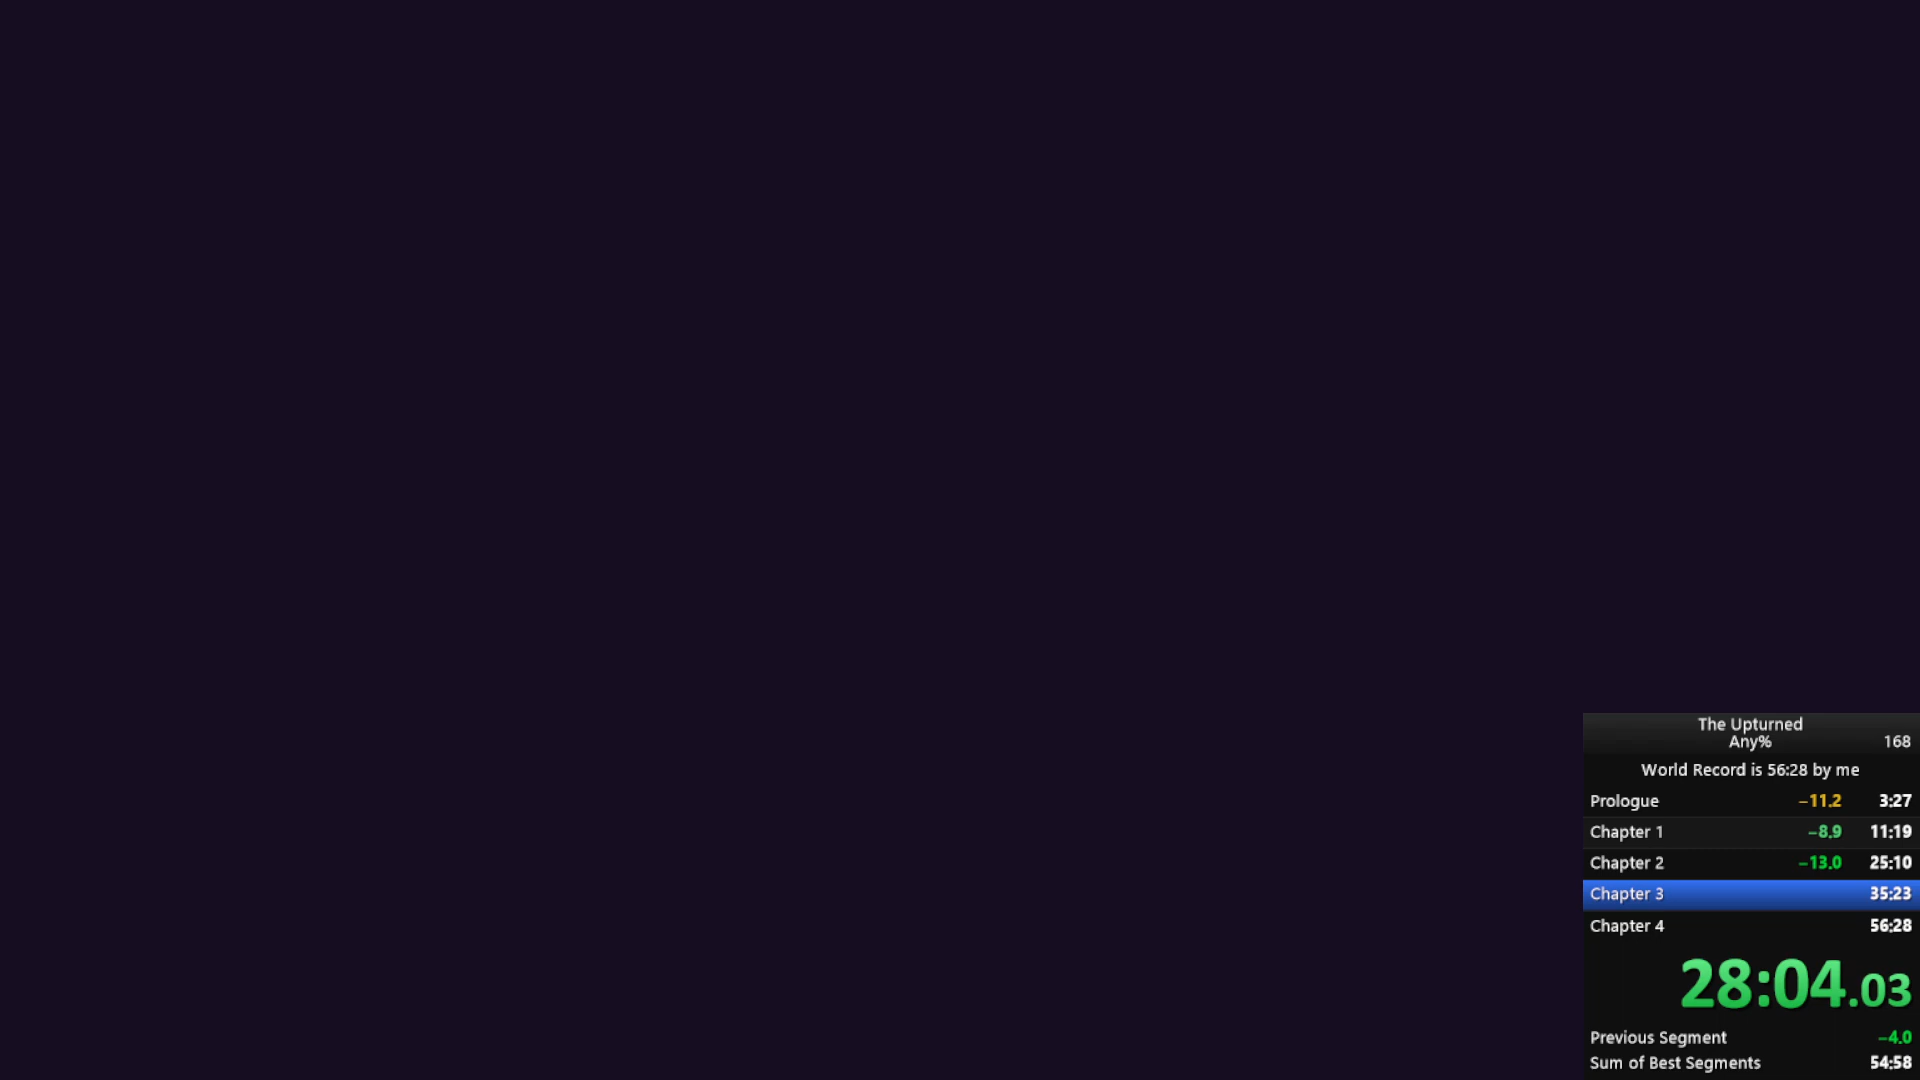 The Upturned
Any% 168
World Record is 56:28 by me
Prologue −11.2 3:27
Chapter 1 −8.9 11:19
Chapter 2 −13.0 25:10
Chapter 3 35:23
Chapter 4 56:28
28:04.03
Previous Segment −4.0
Sum of Best Segments 54:58